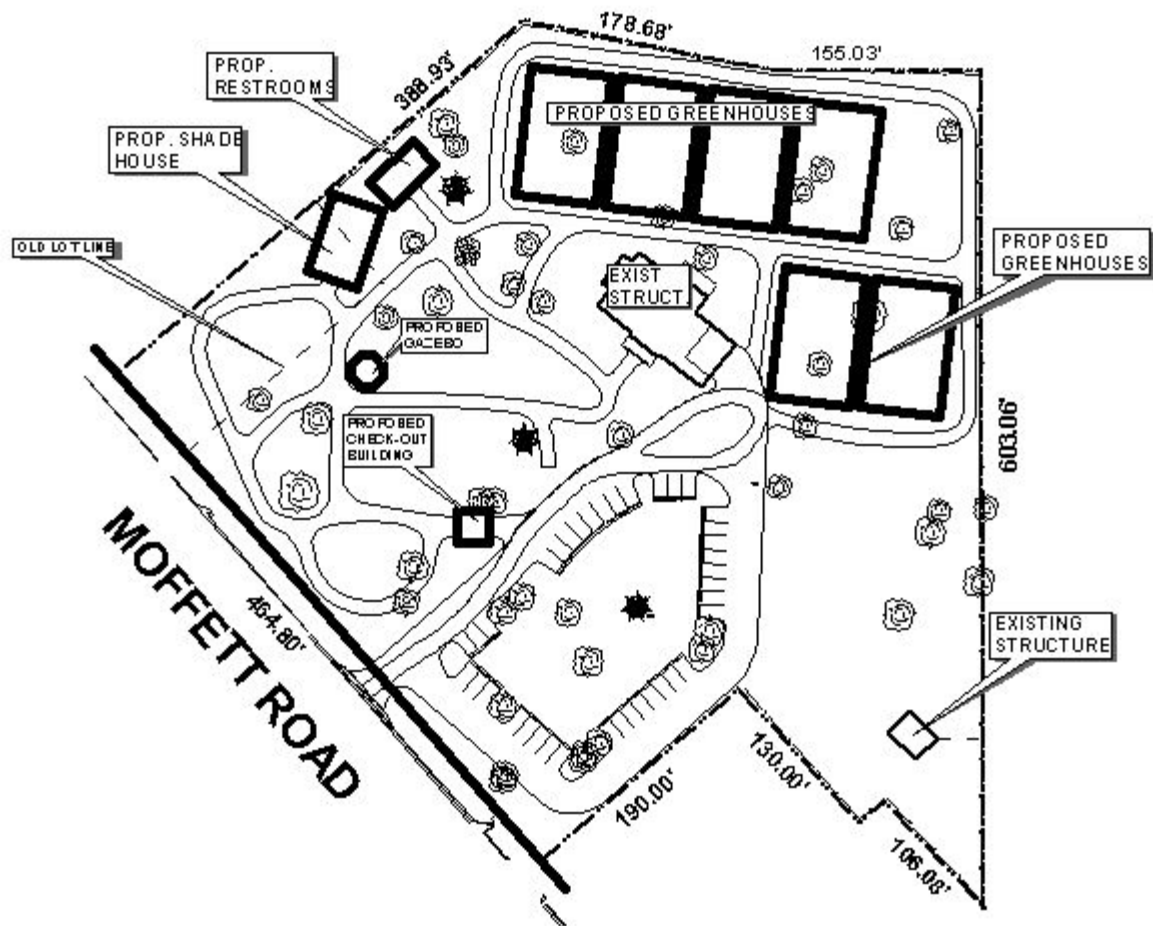 178.68'
155.03'
388.93'
PROP.
RESTROOMS
PROPOSED GREENHOUSES
PROP. SHADE
HOUSE
OLD LOT LINE
PROPOSED
GREENHOUSES
EXIST
STRUCT.
PROPOSED
GAZEBO
PROPOSED
CHECK-OUT
BUILDING
603.06'
MOFFETT ROAD
464.80'
EXISTING
STRUCTURE
190.00'
130.00'
106.08'